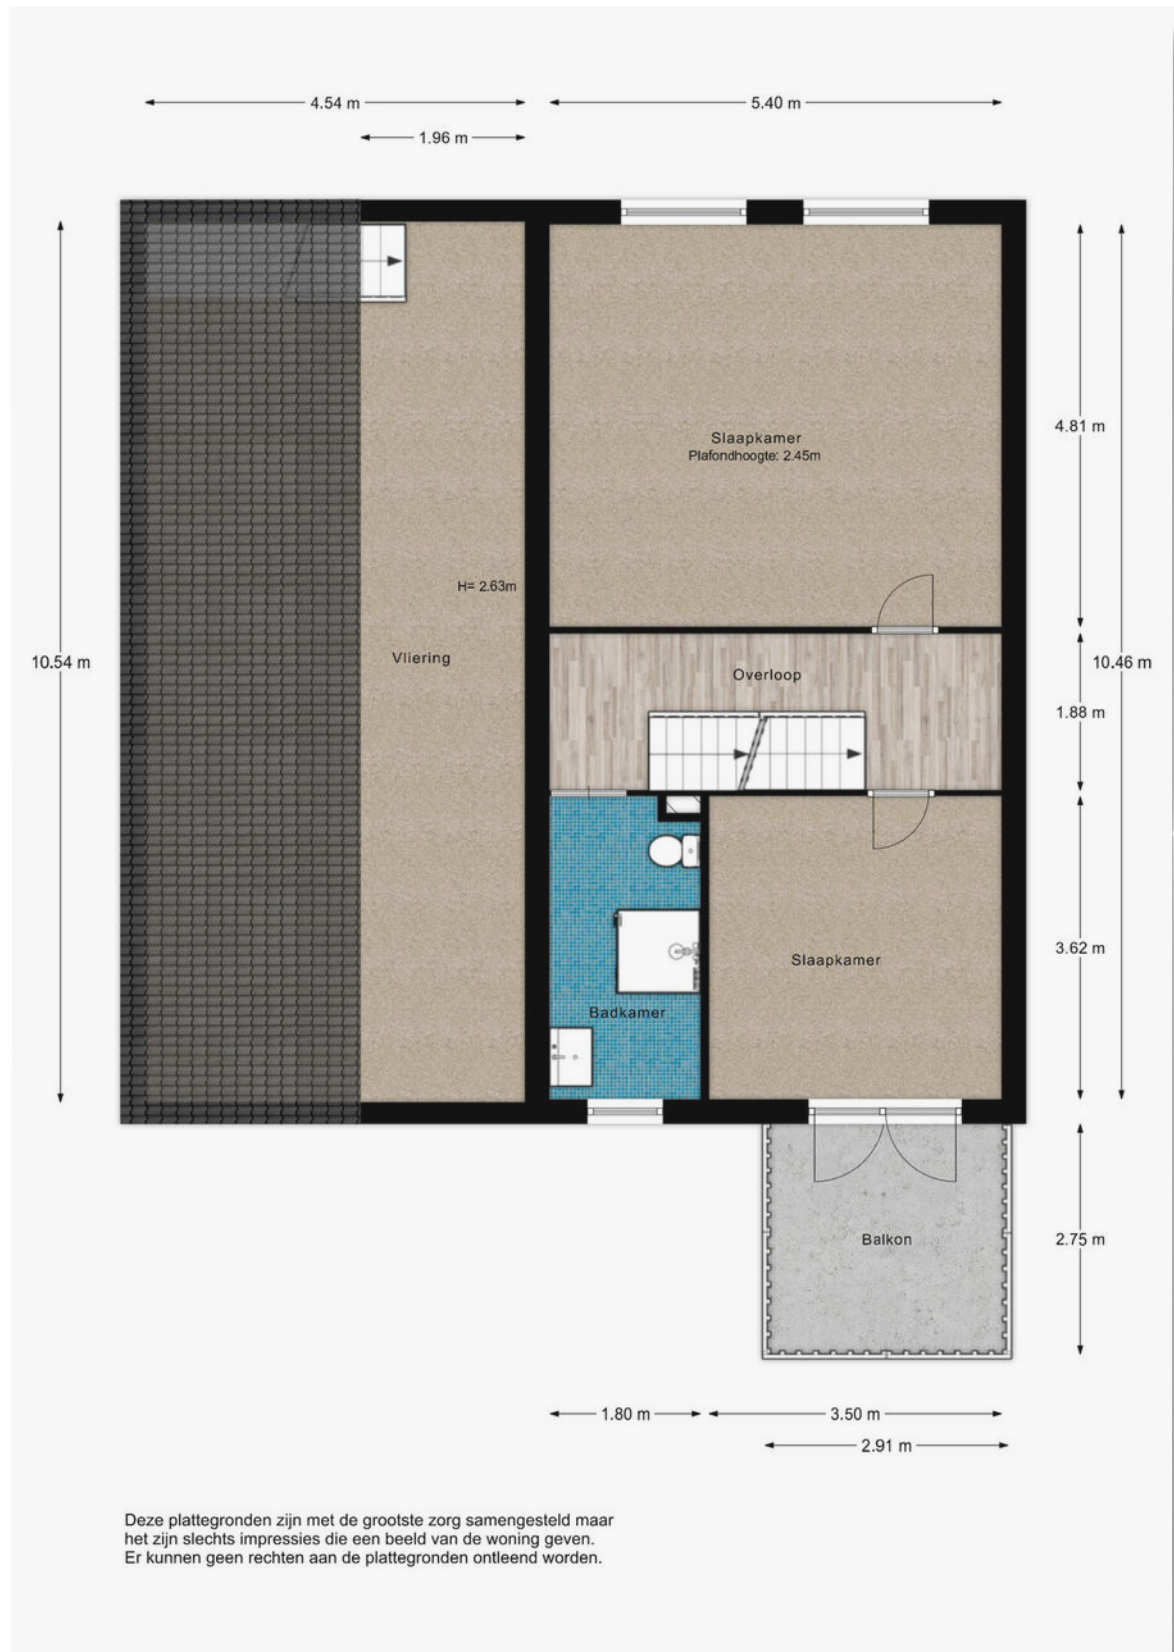 4.54 m
5.40 m
1.96 m
Slaapkamer
Plafondhoogte: 2.45m
4.81 m
H= 2.63m
Vliering
10.54 m
10.46 m
Overloop
1.88 m
Slaapkamer
3.62 m
Badkamer
Balkon
2.75 m
1.80 m
3.50 m
2.91 m
Deze plattegronden zijn met de grootste zorg samengesteld maar
het zijn slechts impressies die een beeld van de woning geven.
Er kunnen geen rechten aan de plattegronden ontleend worden.